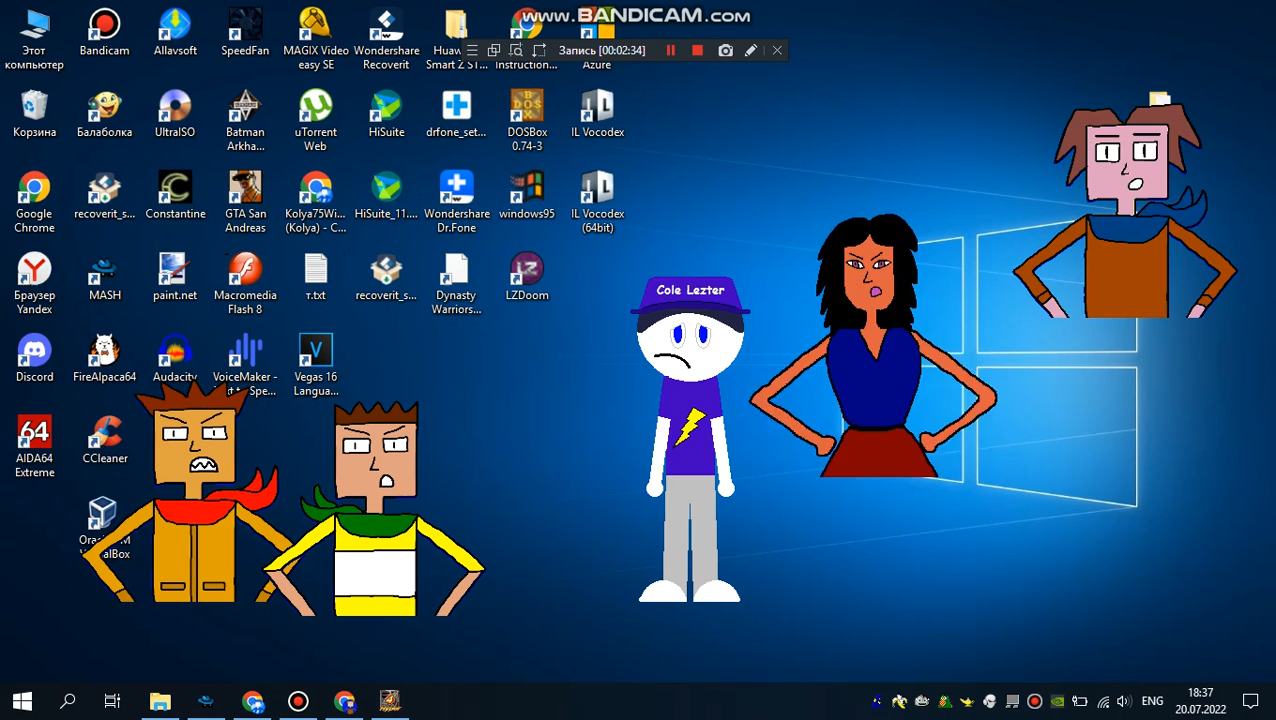 www.BANDICAM.com
Запись [00:02:34]
Этот
компьютер
Bandicam
Allavsoft
SpeedFan
MAGIX Video
easy SE
Wondershare
Recoverit
Huaw...
Smart Z ST...
Instruction...
Azure
Корзина
Балаболка
UltraISO
Batman
Arkha...
uTorrent
Web
HiSuite
drfone_set...
DOSBox
0.74-3
IL Vocodex
Google
Chrome
recoverit_s...
Constantine
GTA San
Andreas
Kolya75Wi...
(Kolya) - C...
HiSuite_11....
Wondershare
Dr.Fone
windows95
IL Vocodex
(64bit)
Браузер
Yandex
MASH
paint.net
Macromedia
Flash 8
т.txt
recoverit_s...
Dynasty
Warriors...
LZDoom
Cole Lezter
Discord
FireAlpaca64
Audacity
VoiceMaker -
Vegas 16
Langua...
64
AIDA64
Extreme
CCleaner
ENG
18:37
20.07.2022